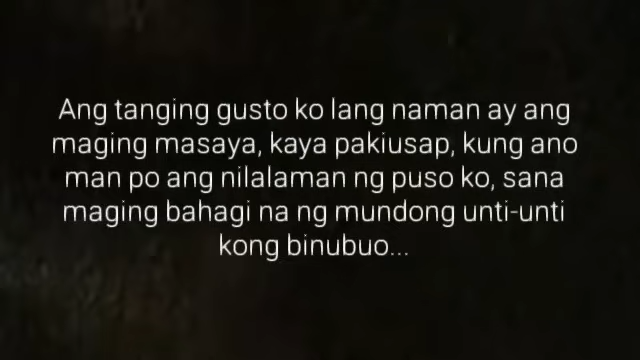 Ang tanging gusto ko lang naman ay ang
maging masaya, kaya pakiusap, kung ano
man po ang nilalaman ng puso ko, sana
maging bahagi na ng mundong unti-unti
kong binubuo...